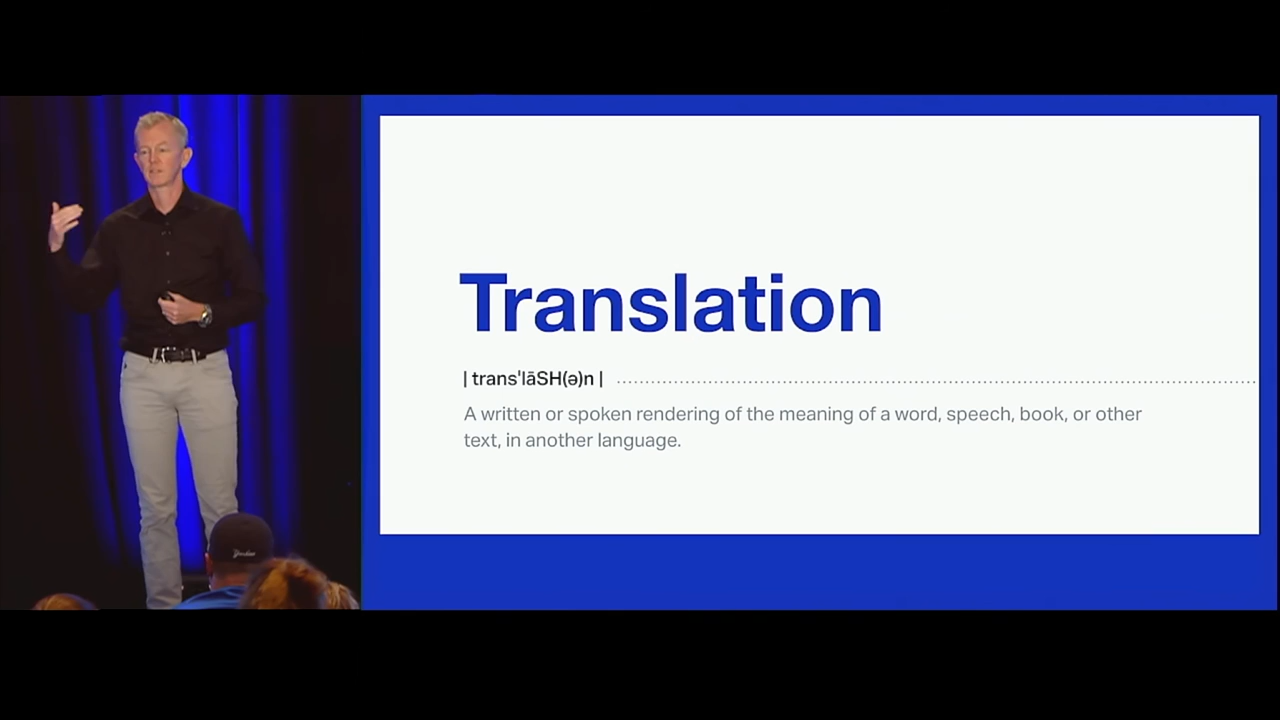 Translation
| trans'lāSH(ə)n |
A written or spoken rendering of the meaning of a word, speech, book, or other
text, in another language.